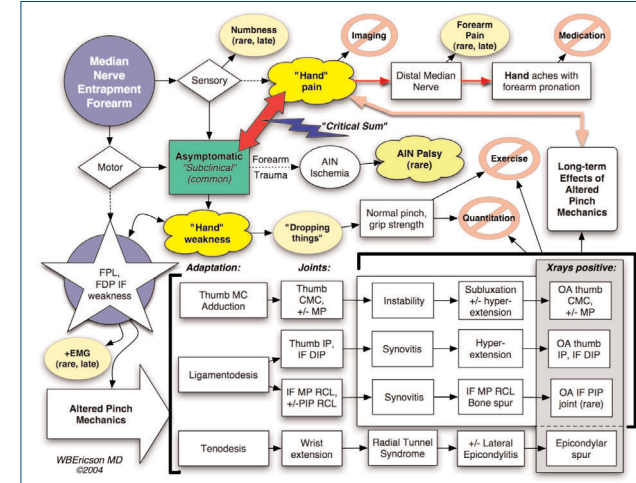 Median
Nerve
Entrapment
Forearm
Sensory
Numbness
(rare, late)
"Hand"
pain
Imaging
Distal Median
Nerve
Forearm
Pain
(rare, late)
Hand aches with
forearm pronation
Medication
"Critical Sum"
Motor
Asymptomatic
"Subclinical"
(common)
Forearm
Trauma
AIN
Ischemia
AIN Palsy
(rare)
Exercise
Long-term
Effects of
Altered
Pinch
Mechanics
"Hand"
weakness
"Dropping
things"
Normal pinch,
grip strength
Quantitation
FPL,
FDP IF
weakness
+EMG
(rare, late)
Altered Pinch
Mechanics
WBEricson MD
©2004
Adaptation:
Joints:
Xrays positive:
Thumb MC
Adduction
Thumb
CMC,
+/- MP
Instability
Subluxation
+/- hyper-
extension
OA thumb
CMC,
+/- MP
Ligamentodesis
Thumb IP,
IF DIP
Synovitis
Hyper-
extension
OA thumb
IP, IF DIP
IF MP RCL,
+/-PIP RCL
Synovitis
IF MP RCL
Bone spur
OA IF PIP
joint (rare)
Tenodesis
Wrist
extension
Radial Tunnel
Syndrome
+/- Lateral
Epicondylitis
Epicondylar
spur